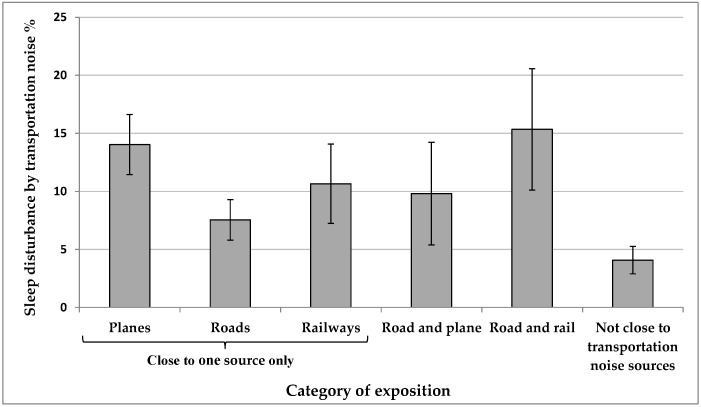 Sleep disturbance by transportation noise %
25
20
15
10
5
0
Planes
Roads
Railways
Road and plane
Road and rail
Not close to
transportation
noise sources
Close to one source only
Category of exposition